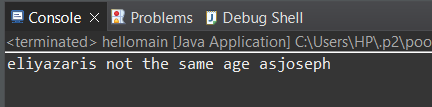 Console Problems Debug Shell
<terminated> hellomain [Java Application] C:\Users\HP\.p2\poo
eliyazaris not the same age asjoseph